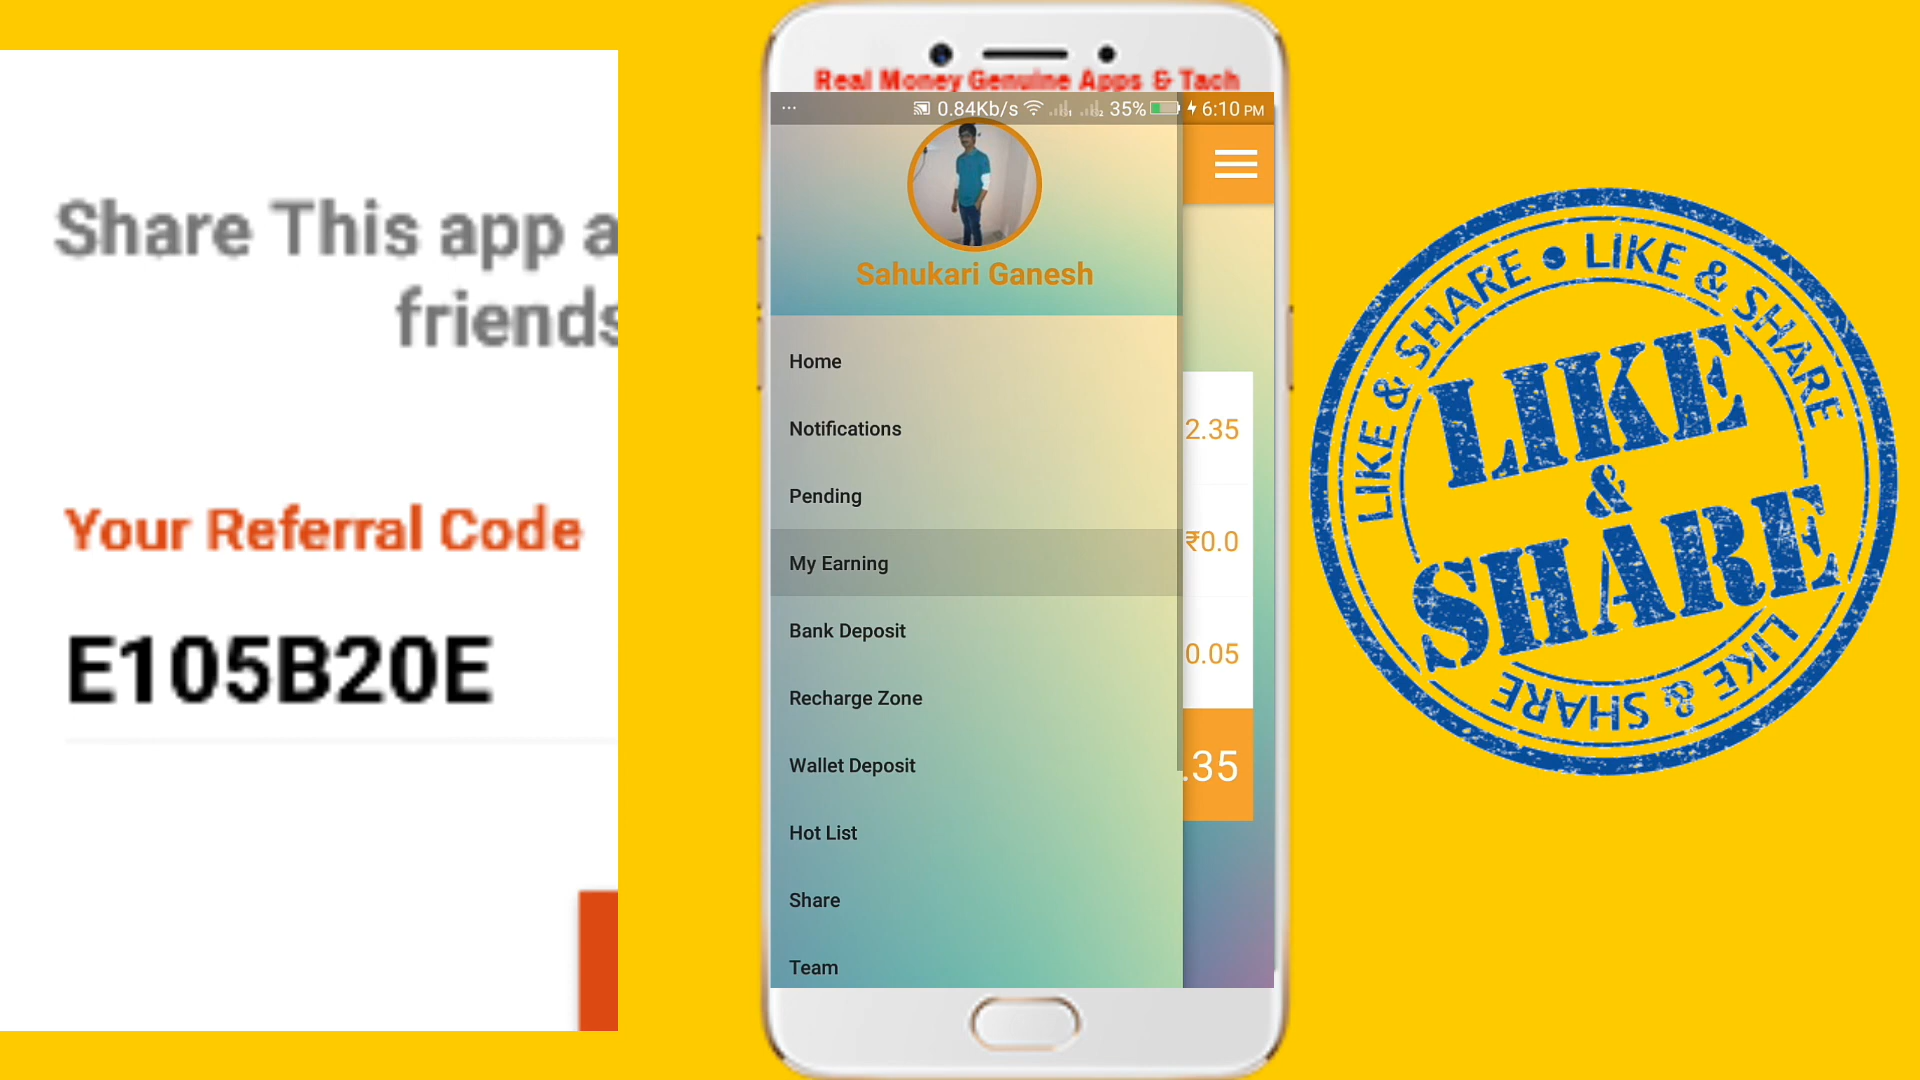 Share This app a
friends
Your Referral Code
E105B20E
Real Money Genuine Apps & Tach
... 0.84Kb/s 35% 6:10 PM
Sahukari Ganesh
Home
Notifications
Pending
My Earning
Bank Deposit
Recharge Zone
Wallet Deposit
Hot List
Share
Team
2.35
₹0.0
0.05
.35
LIKE & SHARE • LIKE & SHARE
LIKE
&
SHARE
LIKE & SHARE